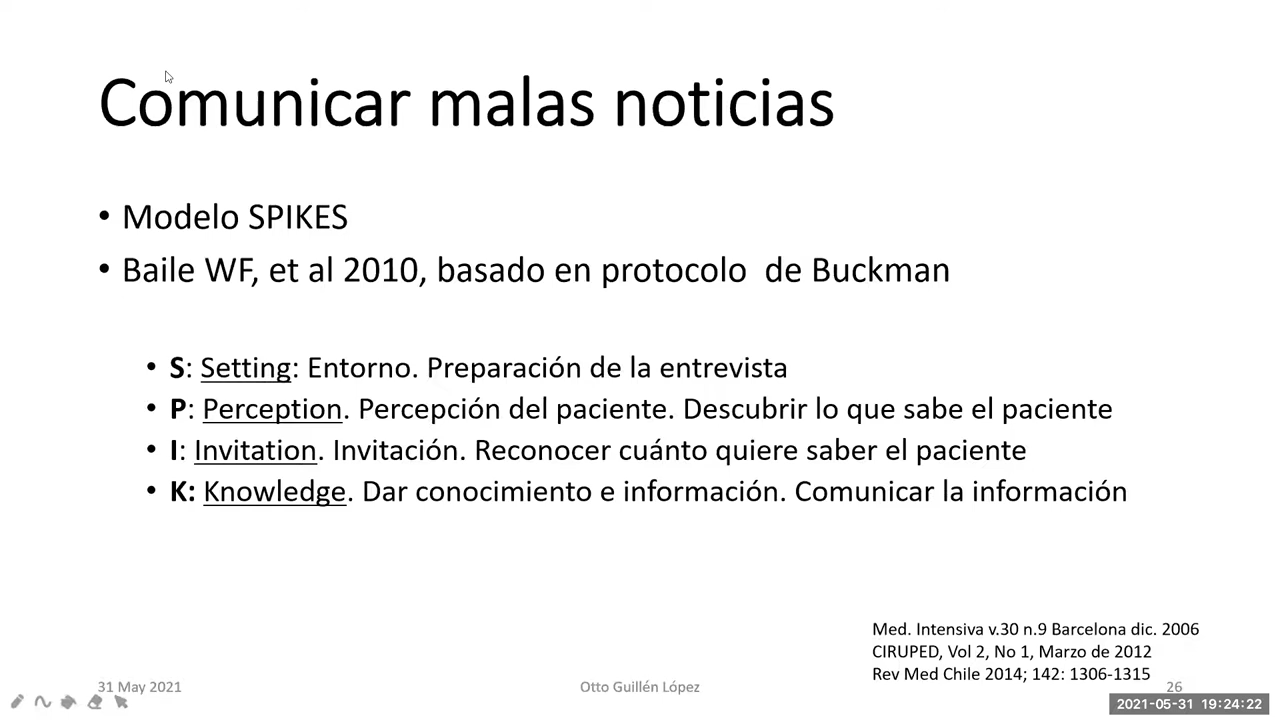 Comunicar malas noticias
• Modelo SPIKES
• Baile WF, et al 2010, basado en protocolo  de Buckman
• S: Setting: Entorno. Preparación de la entrevista
• P: Perception. Percepción del paciente. Descubrir lo que sabe el paciente
• I: Invitation. Invitación. Reconocer cuánto quiere saber el paciente
• K: Knowledge. Dar conocimiento e información. Comunicar la información
Med. Intensiva v.30 n.9 Barcelona dic. 2006
CIRUPED, Vol 2, No 1, Marzo de 2012
Rev Med Chile 2014; 142: 1306-1315
31 May 2021
Otto Guillén López
26
2021-05-31 19:24:22